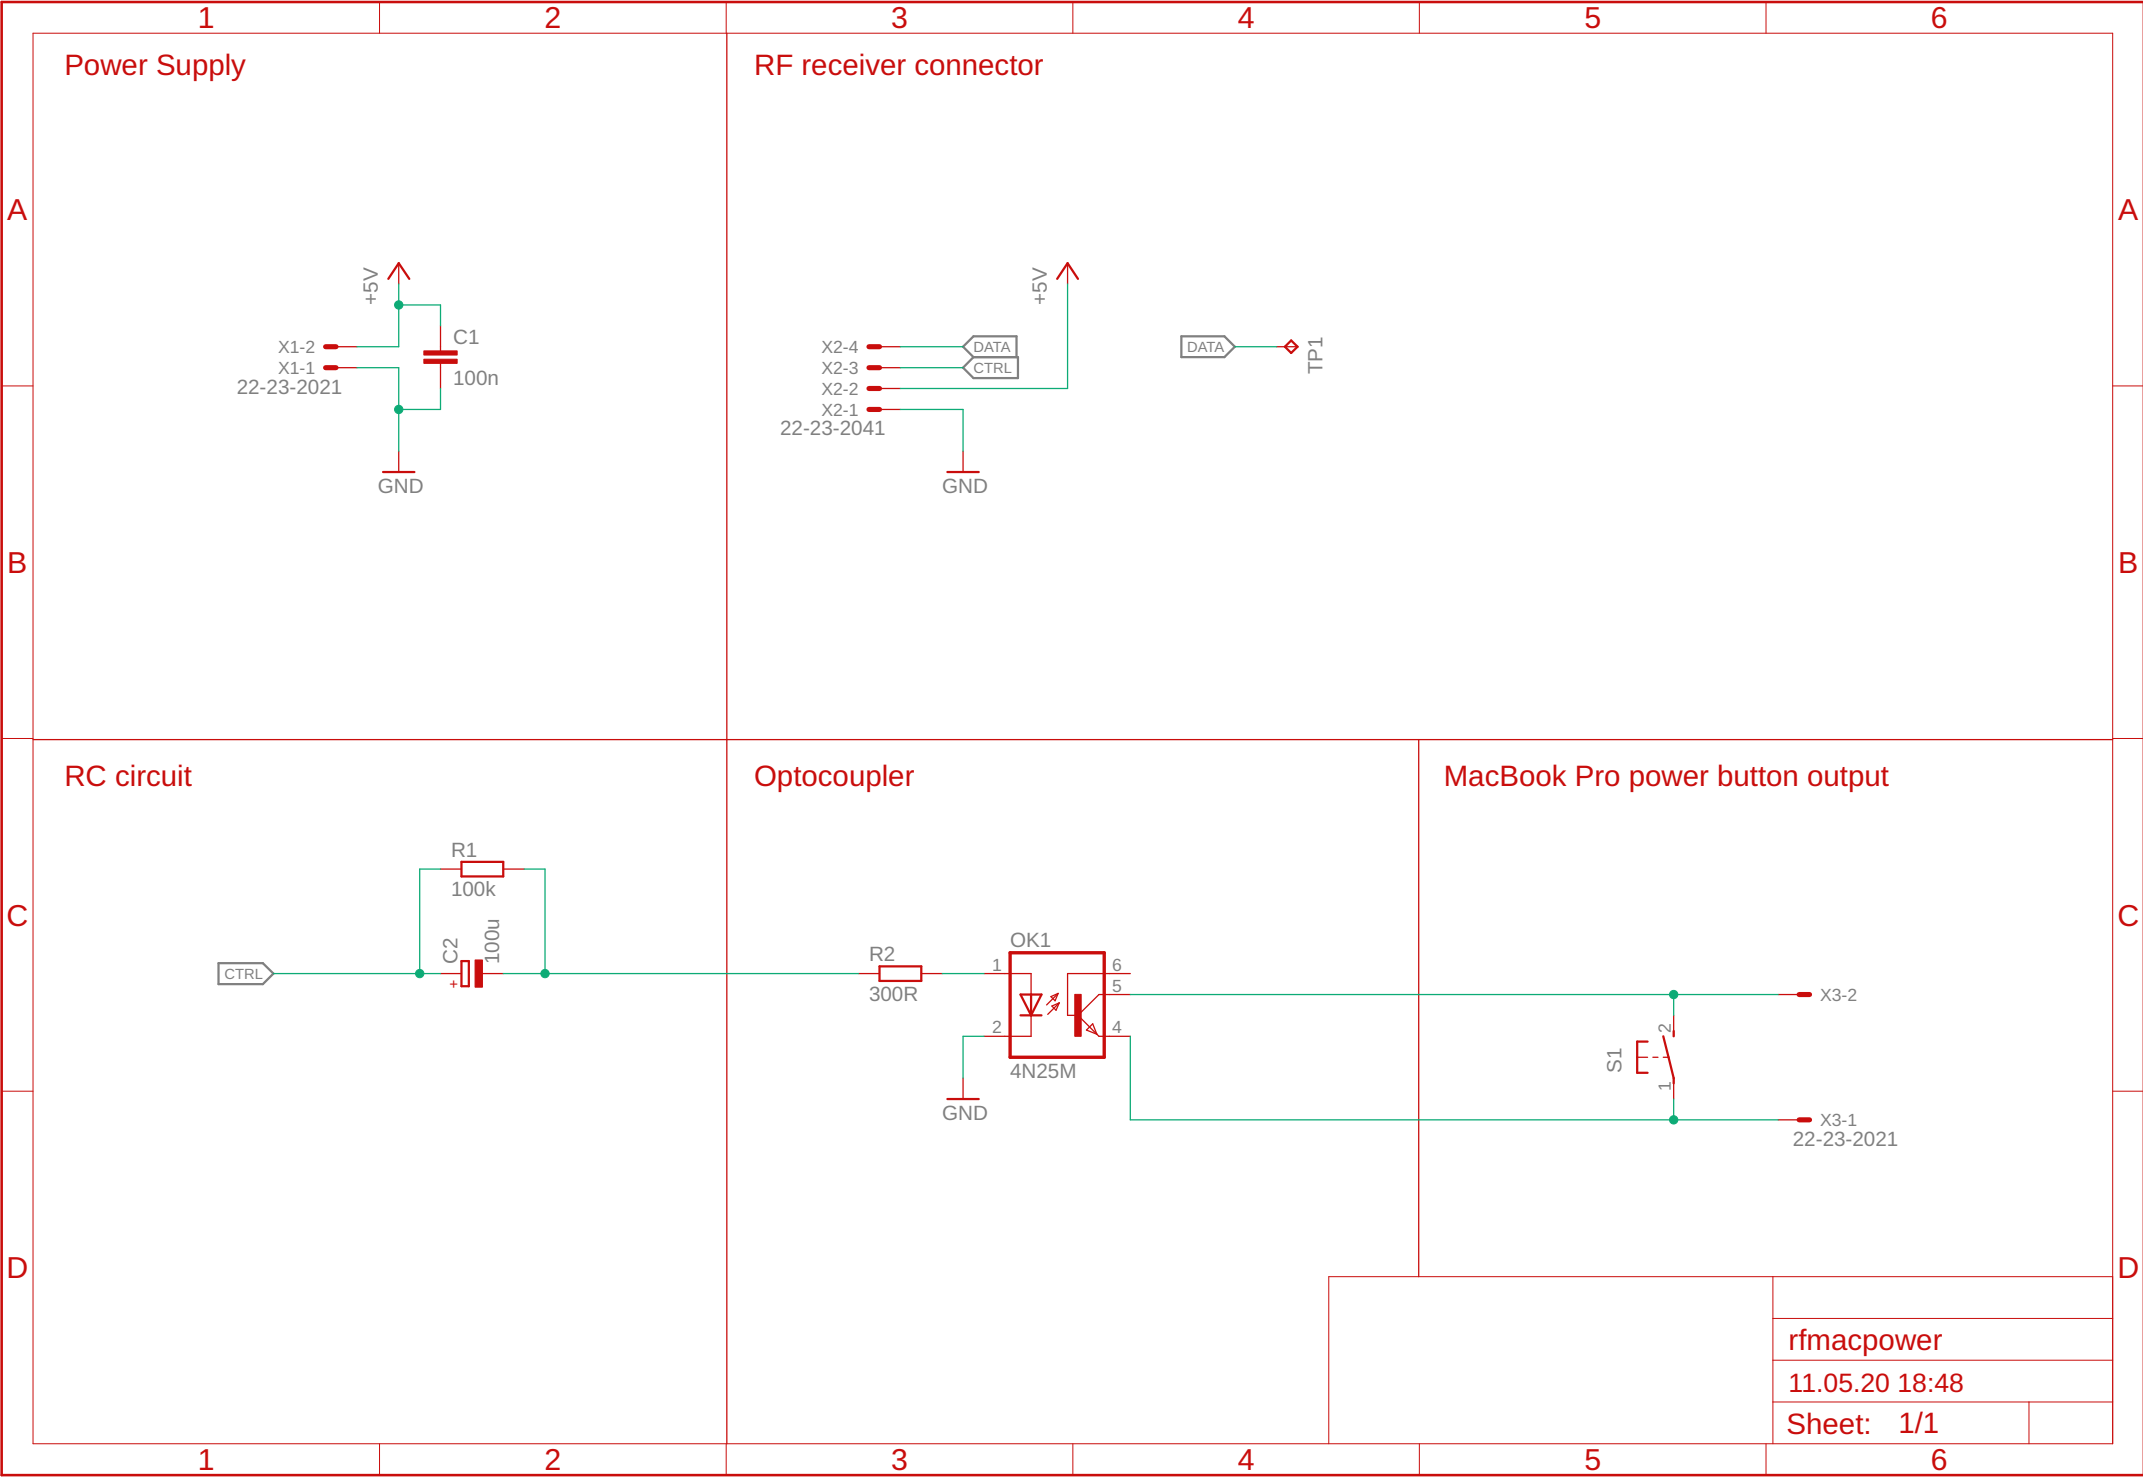 1 2 3 4 5 6
Power Supply
RF receiver connector
A A
+5V
X1-2
X1-1
22-23-2021
C1
100n
GND
+5V
X2-4
X2-3
X2-2
X2-1
22-23-2041
DATA
CTRL
GND
DATA
TP1
B B
RC circuit
Optocoupler
MacBook Pro power button output
R1
100k
C C
C2
100u
+
CTRL
R2
300R
OK1
1
2
6
5
4
4N25M
GND
X3-2
2
S1
1
X3-1
22-23-2021
D D
rfmacpower
11.05.20 18:48
Sheet: 1/1
1 2 3 4 5 6